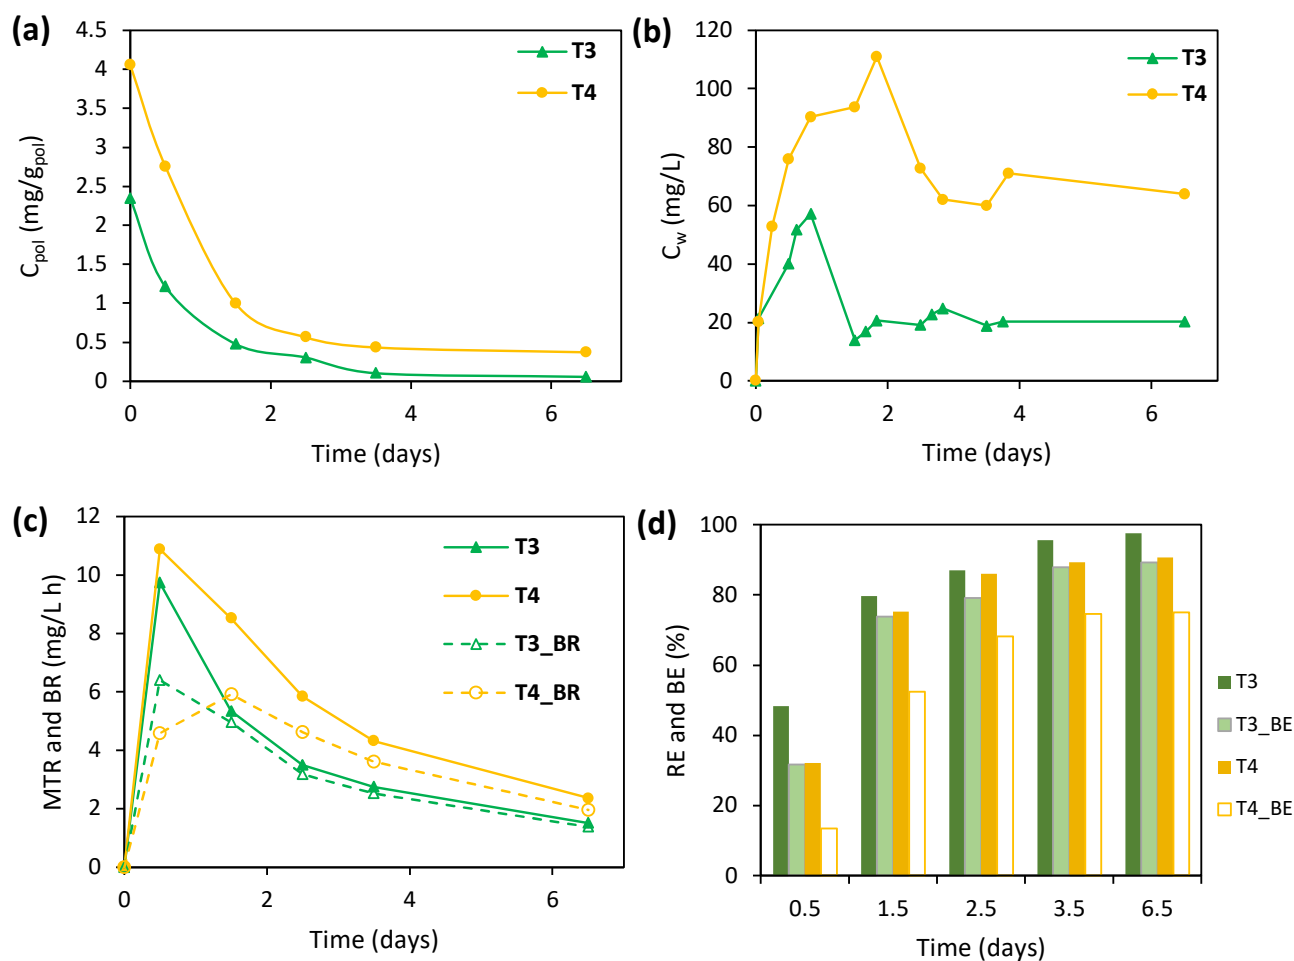 (a)
4.5
4
3.5
3
2.5
2
1.5
1
0.5
0
C_pol (mg/g_pol)
0 2 4 6
Time (days)
T3
T4
(b)
120
100
80
60
40
20
0
C_w (mg/L)
0 2 4 6
Time (days)
T3
T4
(c)
12
10
8
6
4
2
0
MTR and BR (mg/L h)
0 2 4 6
Time (days)
T3
T4
T3_BR
T4_BR
(d)
100
80
60
40
20
0
RE and BE (%)
0.5 1.5 2.5 3.5 6.5
Time (days)
T3
T3_BE
T4
T4_BE